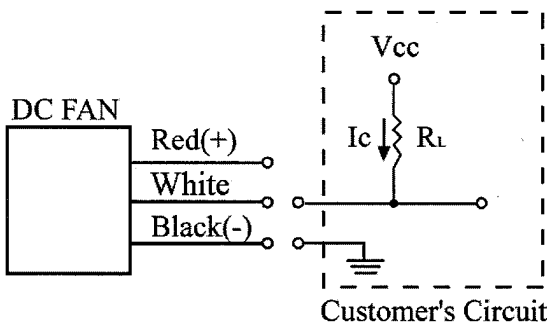 Vcc
DC FAN
Red(+)
Ic RL
White
Black(-)
Customer's Circuit